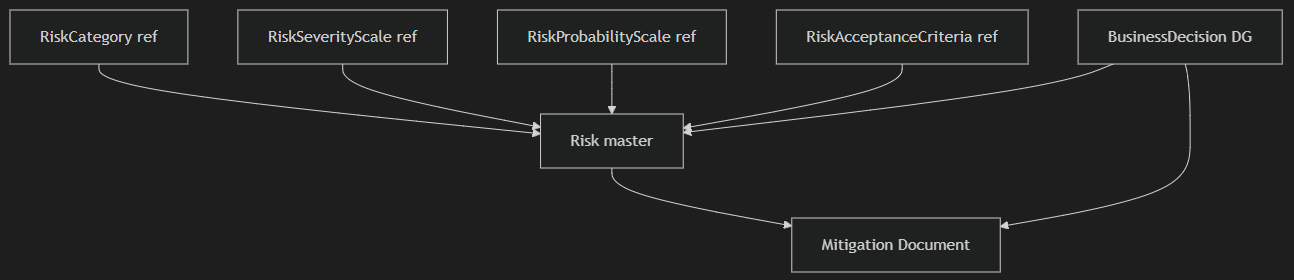 RiskCategory ref
RiskSeverityScale ref
RiskProbabilityScale ref
RiskAcceptanceCriteria ref
BusinessDecision DG
Risk master
Mitigation Document